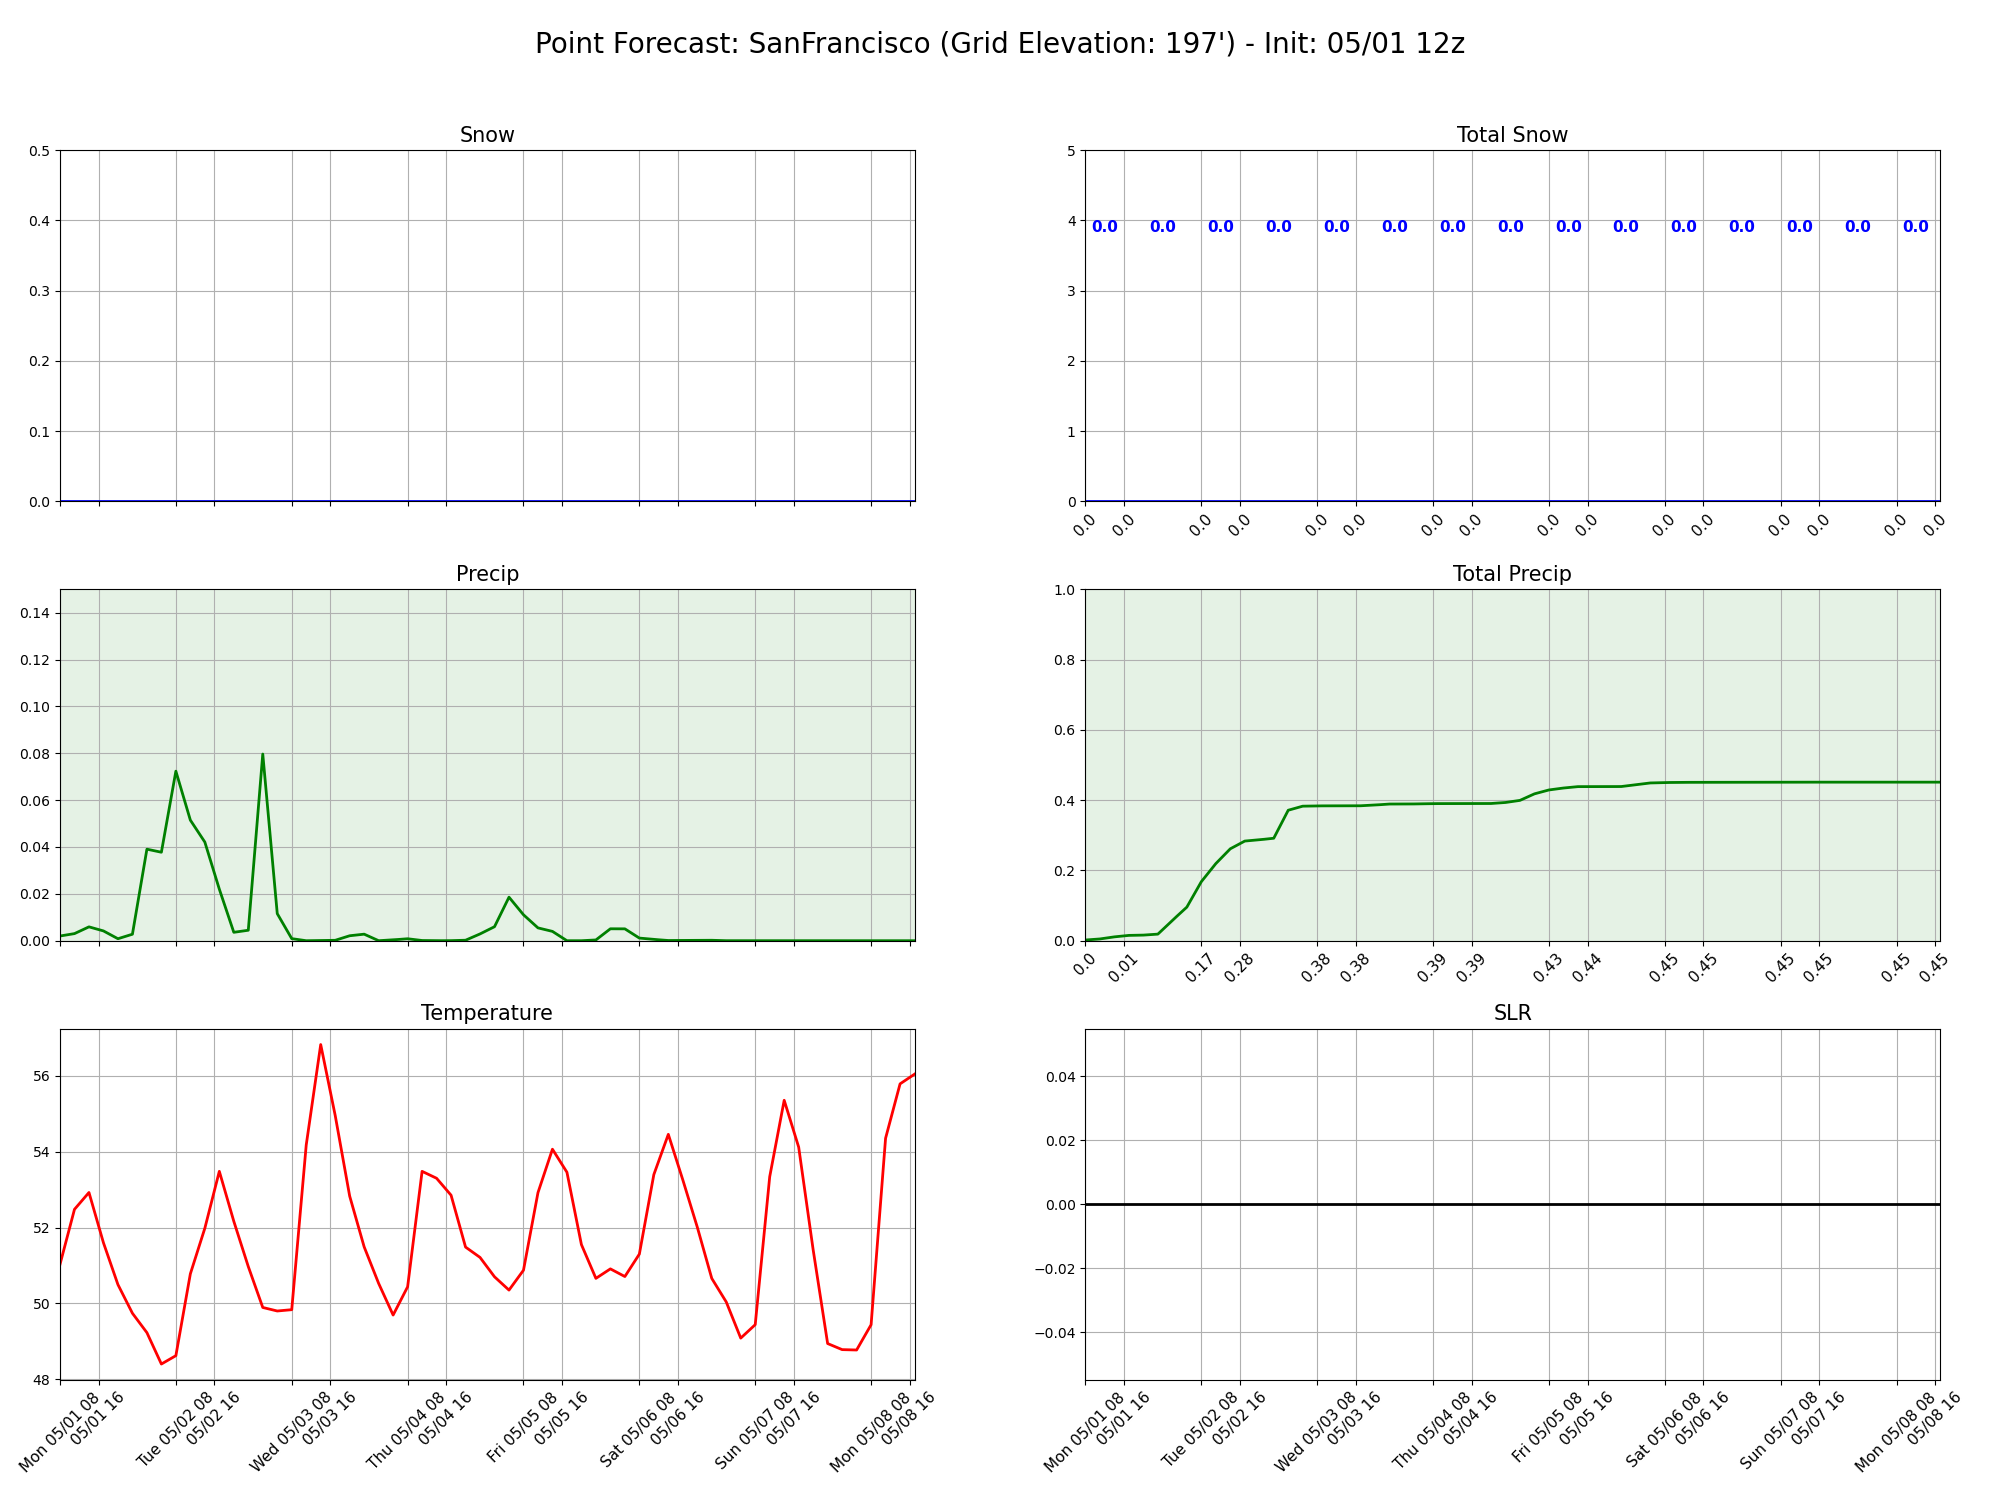 Point Forecast: SanFrancisco (Grid Elevation: 197') - Init: 05/01 12z
Snow
0.5
0.4
0.3
0.2
0.1
0.0
Total Snow
5
4
3
2
1
0
0.0 0.0 0.0 0.0 0.0 0.0 0.0 0.0 0.0 0.0 0.0 0.0 0.0 0.0 0.0
0.0 0.0 0.0 0.0 0.0 0.0 0.0 0.0 0.0 0.0 0.0 0.0 0.0 0.0 0.0 0.0
Precip
0.14
0.12
0.10
0.08
0.06
0.04
0.02
0.00
Total Precip
1.0
0.8
0.6
0.4
0.2
0.0
0.0 0.01 0.17 0.28 0.38 0.38 0.39 0.39 0.43 0.44 0.45 0.45 0.45 0.45 0.45 0.45
Temperature
56
54
52
50
48
Mon 05/01 08
05/01 16
Tue 05/02 08
05/02 16
Wed 05/03 08
05/03 16
Thu 05/04 08
05/04 16
Fri 05/05 08
05/05 16
Sat 05/06 08
05/06 16
Sun 05/07 08
05/07 16
Mon 05/08 08
05/08 16
SLR
0.04
0.02
0.00
−0.02
−0.04
Mon 05/01 08
05/01 16
Tue 05/02 08
05/02 16
Wed 05/03 08
05/03 16
Thu 05/04 08
05/04 16
Fri 05/05 08
05/05 16
Sat 05/06 08
05/06 16
Sun 05/07 08
05/07 16
Mon 05/08 08
05/08 16